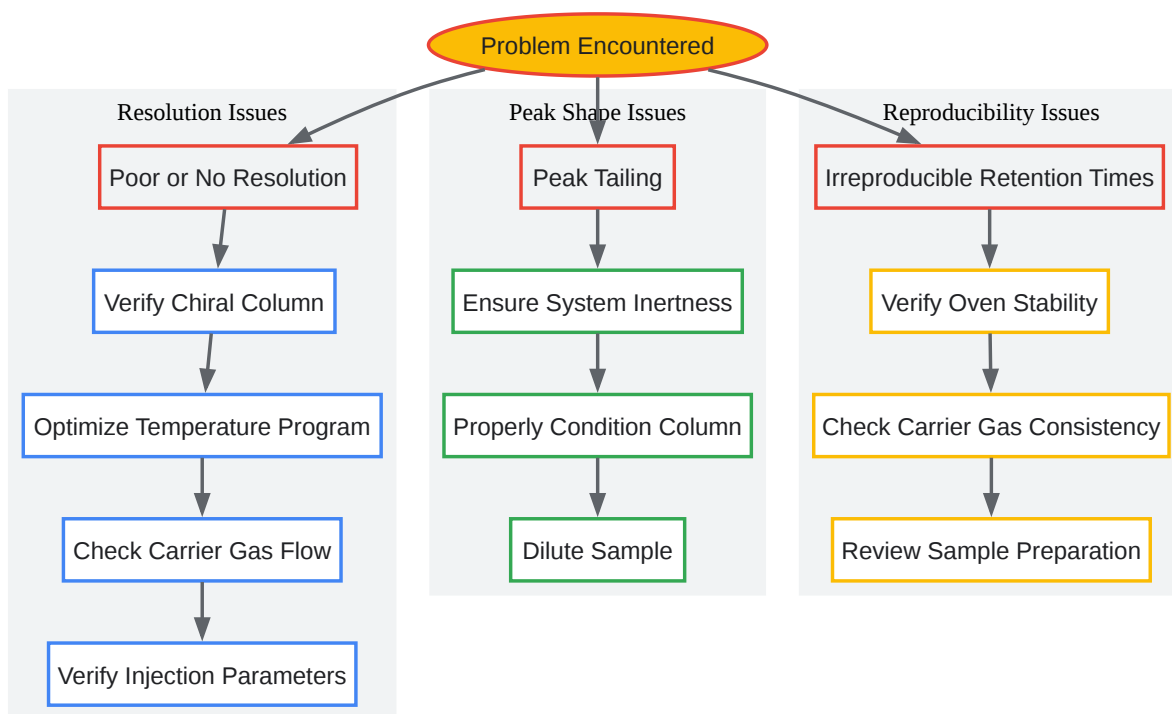 Problem Encountered
Resolution Issues
Poor or No Resolution
Verify Chiral Column
Optimize Temperature Program
Check Carrier Gas Flow
Verify Injection Parameters
Peak Shape Issues
Peak Tailing
Ensure System Inertness
Properly Condition Column
Dilute Sample
Reproducibility Issues
Irreproducible Retention Times
Verify Oven Stability
Check Carrier Gas Consistency
Review Sample Preparation